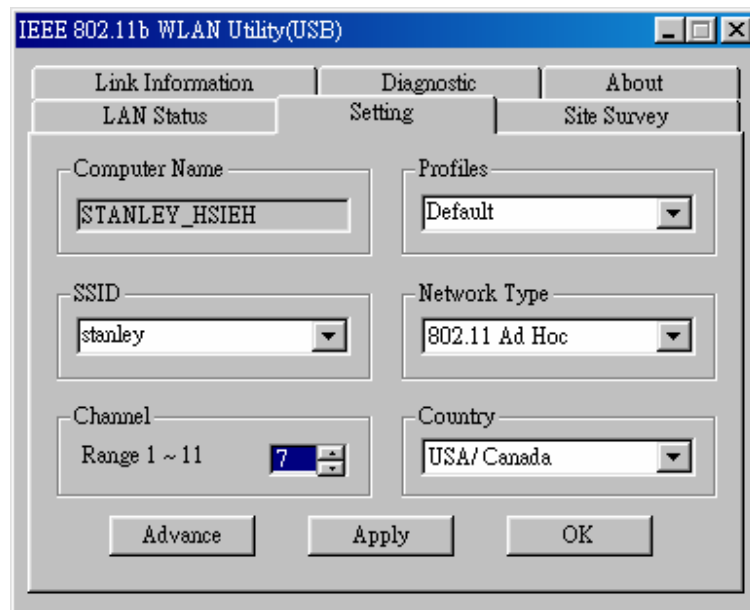 IEEE 802.11b WLAN Utility(USB)
Link Information
Diagnostic
About
LAN Status
Setting
Site Survey
Computer Name
STANLEY_HSIEH
Profiles
Default
SSID
stanley
Network Type
802.11 Ad Hoc
Channel
Range 1 ~ 11
7
Country
USA/ Canada
Advance
Apply
OK